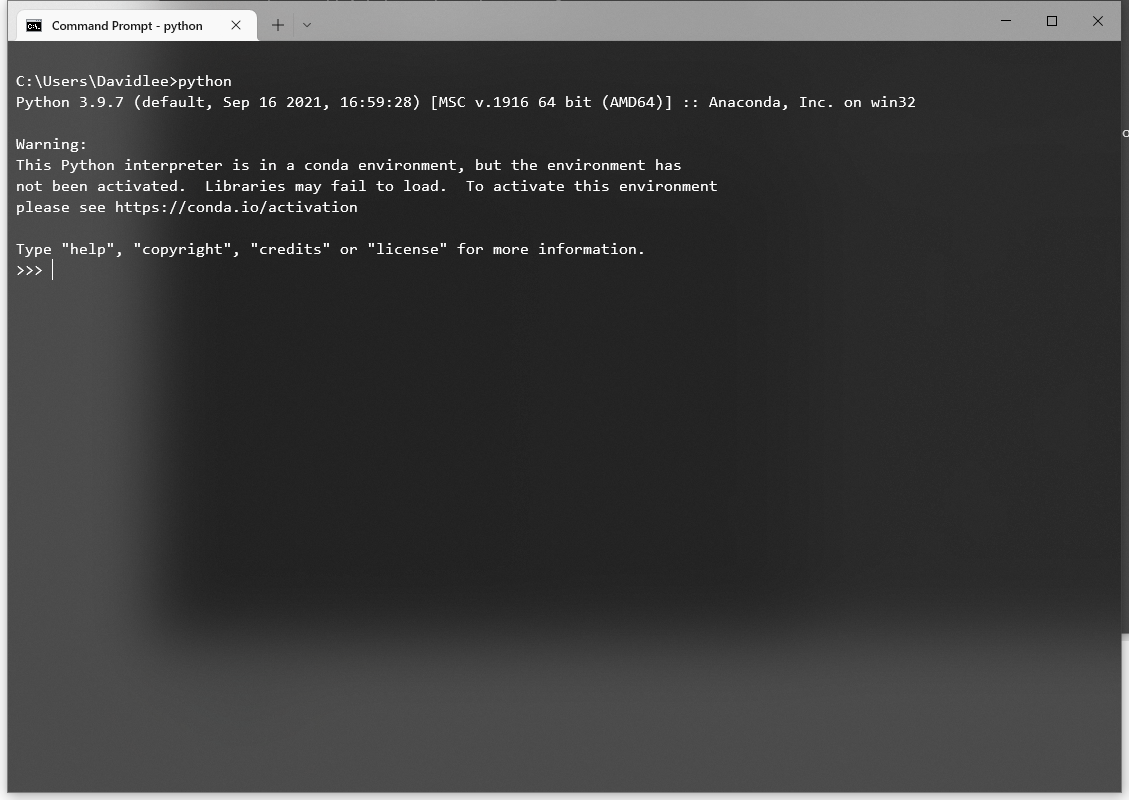 Command Prompt - python
C:\Users\Davidlee>python
Python 3.9.7 (default, Sep 16 2021, 16:59:28) [MSC v.1916 64 bit (AMD64)] :: Anaconda, Inc. on win32
Warning:
This Python interpreter is in a conda environment, but the environment has
not been activated.  Libraries may fail to load.  To activate this environment
please see https://conda.io/activation
Type "help", "copyright", "credits" or "license" for more information.
>>>